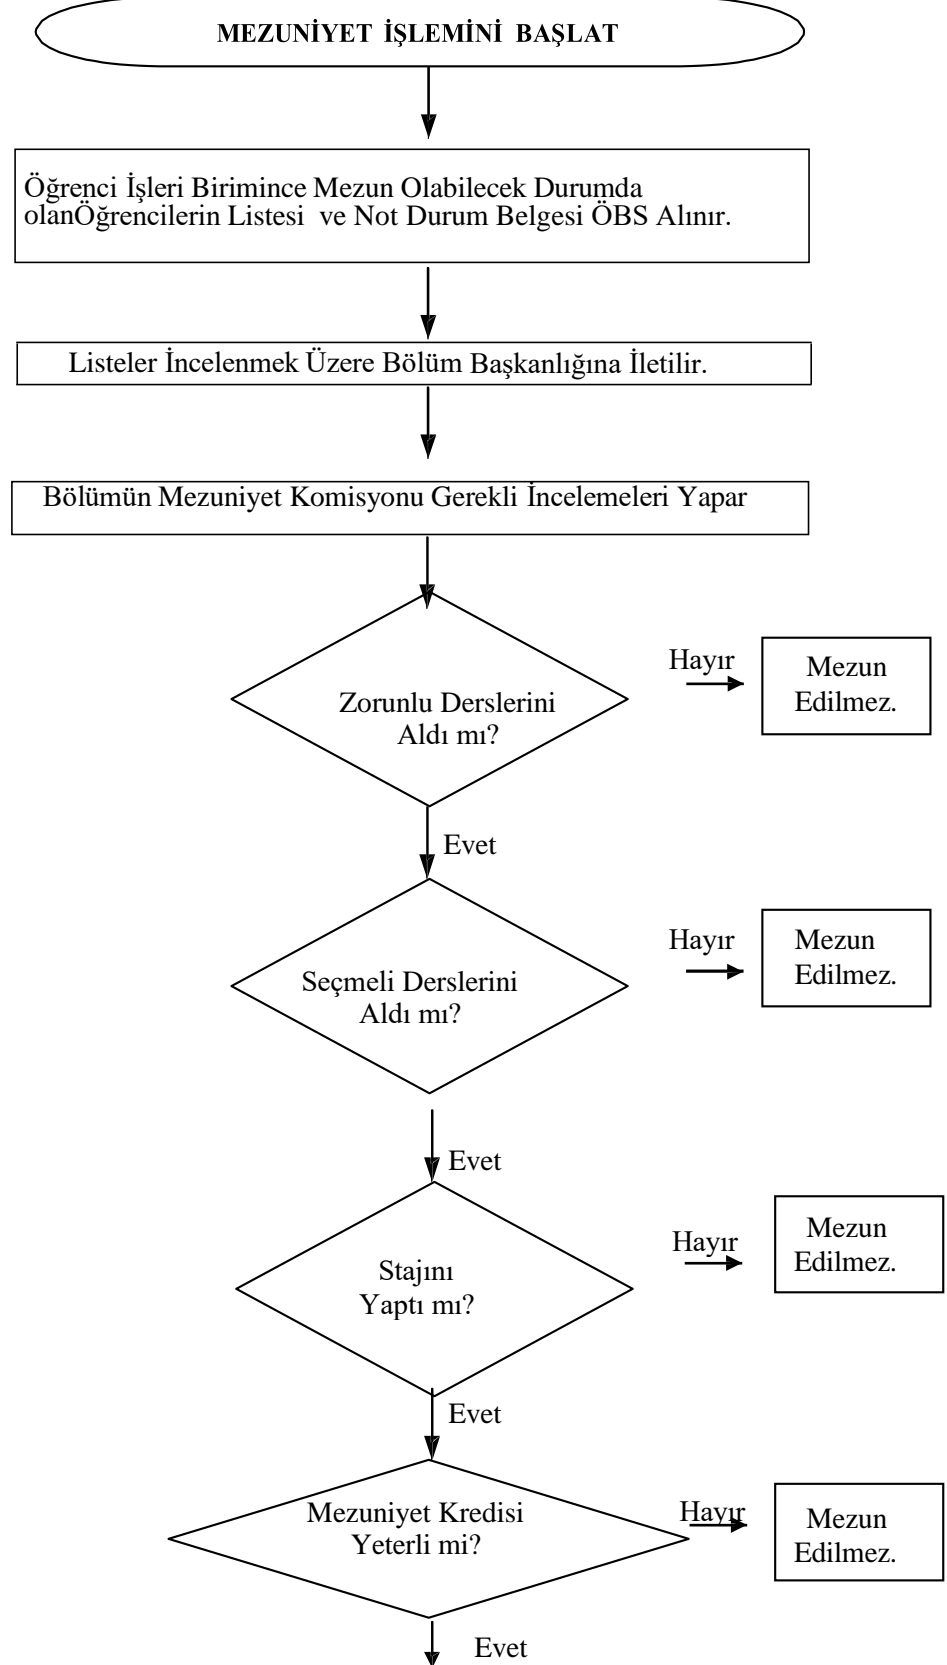 MEZUNİYET İŞLEMİNİ BAŞLAT
Öğrenci İşleri Birimince Mezun Olabilecek Durumda
olanÖğrencilerin Listesi ve Not Durum Belgesi ÖBS Alınır.
Listeler İncelenmek Üzere Bölüm Başkanlığına İletilir.
Bölümün Mezuniyet Komisyonu Gerekli İncelemeleri Yapar
Zorunlu Derslerini
Aldı mı?
Hayır
Mezun
Edilmez.
Evet
Seçmeli Derslerini
Aldı mı?
Hayır
Mezun
Edilmez.
Evet
Stajını
Yaptı mı?
Hayır
Mezun
Edilmez.
Evet
Mezuniyet Kredisi
Yeterli mi?
Hayır
Mezun
Edilmez.
Evet